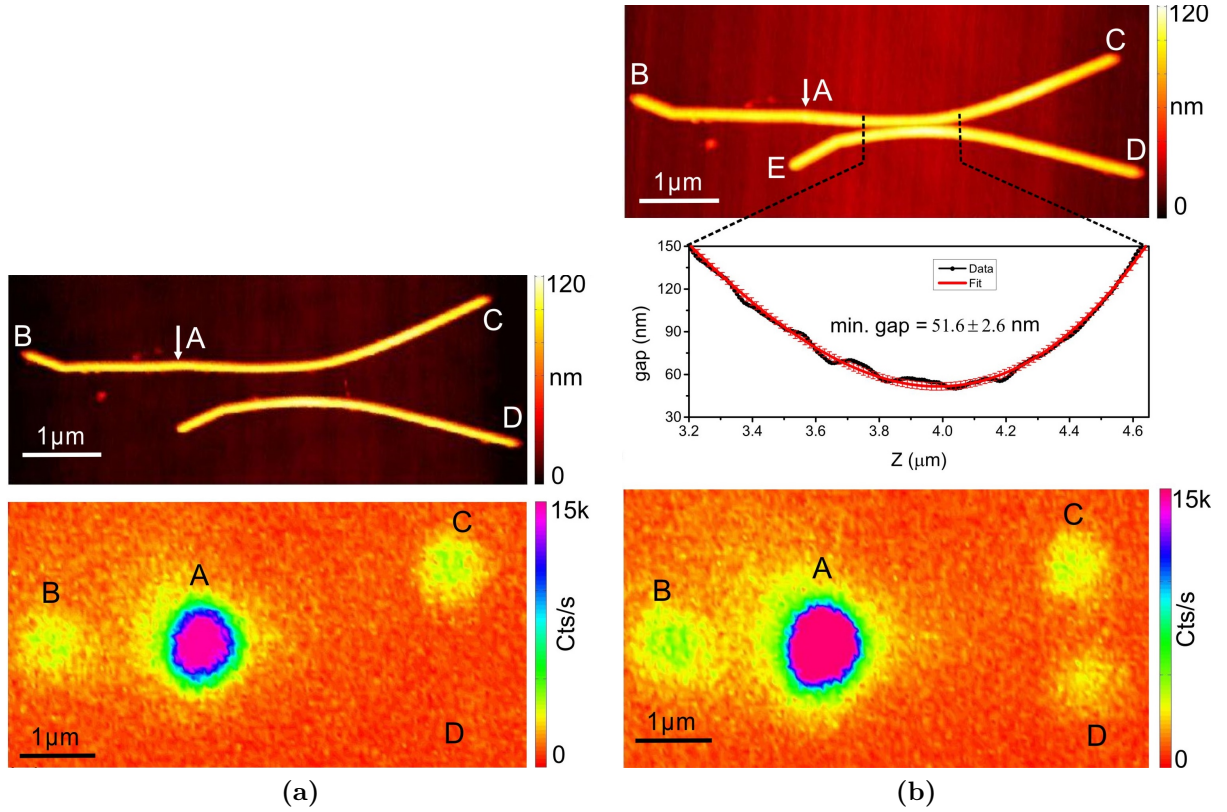 B
A
C
D
1μm
120
nm
0
B
A
C
D
1μm
15k
Cts/s
0
(a)
B
A
C
E
D
1μm
120
nm
0
150
120
90
60
30
gap (nm)
Data
Fit
min. gap = 51.6 ± 2.6 nm
3.2 3.6 3.8 4.0 4.2 4.4 4.6
Z (μm)
B
A
C
D
1μm
15k
Cts/s
0
(b)